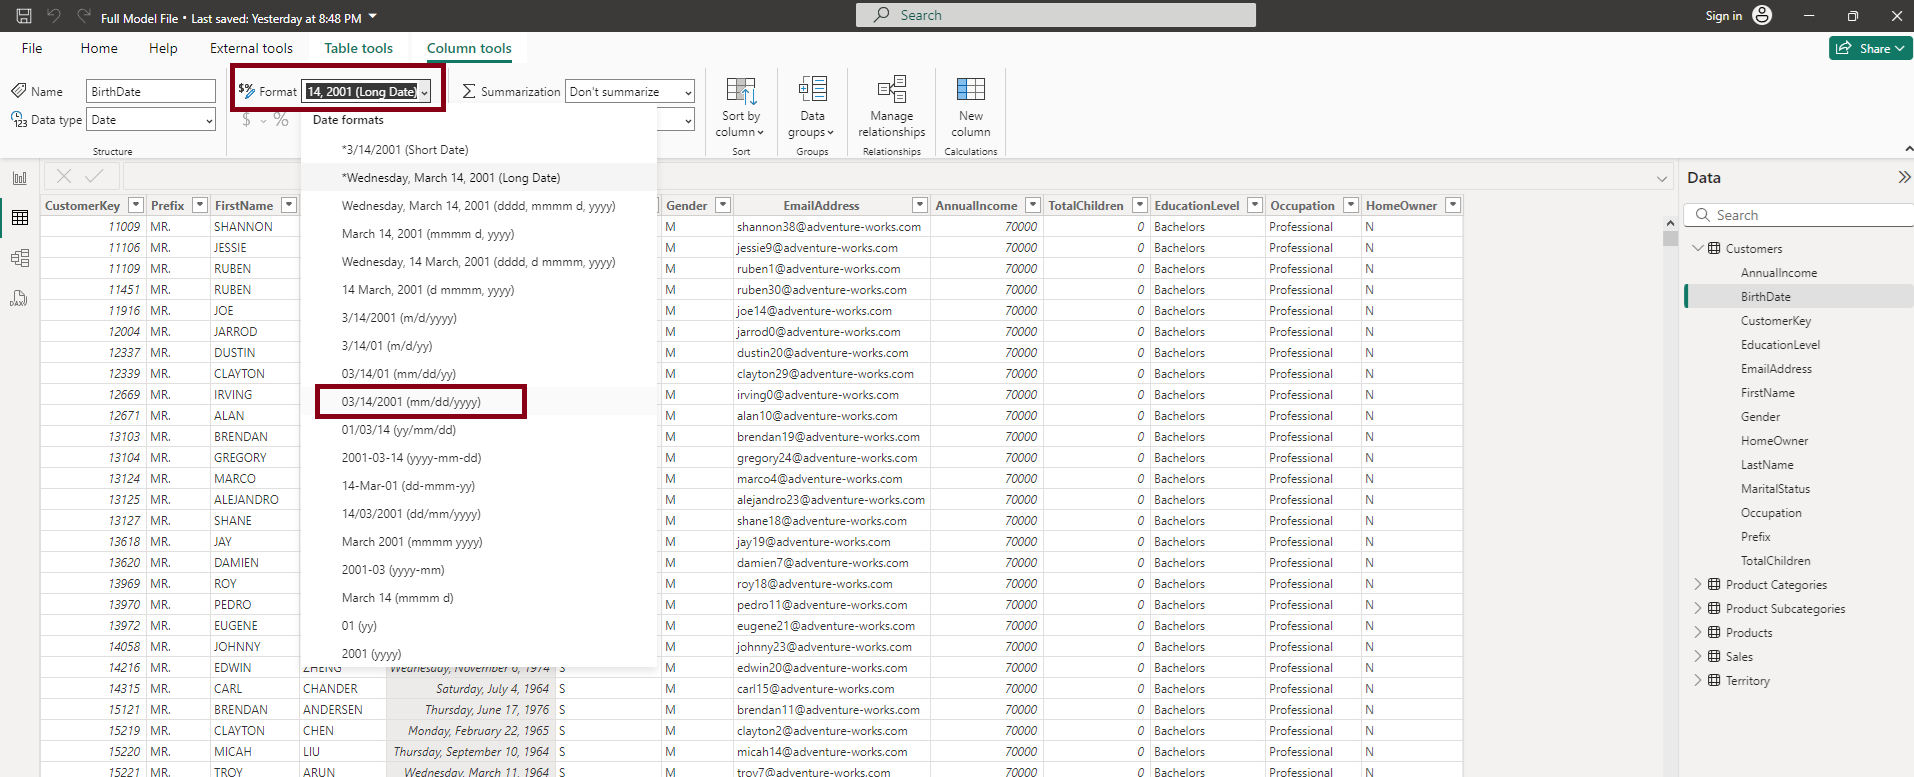 Full Model File • Last saved: Yesterday at 8:48 PM
Search
Sign in
File Home Help External tools Table tools Column tools
Share
Name BirthDate
Format 14, 2001 (Long Date)
Summarization Don't summarize
Data type Date
$ %
Structure
Sort by column
Sort
Data groups
Groups
Manage relationships
Relationships
New column
Calculations
Date formats
*3/14/2001 (Short Date)
*Wednesday, March 14, 2001 (Long Date)
Wednesday, March 14, 2001 (dddd, mmmm d, yyyy)
March 14, 2001 (mmmm d, yyyy)
Wednesday, 14 March, 2001 (dddd, d mmmm, yyyy)
14 March, 2001 (d mmmm, yyyy)
3/14/2001 (m/d/yyyy)
3/14/01 (m/d/yy)
03/14/01 (mm/dd/yy)
03/14/2001 (mm/dd/yyyy)
01/03/14 (yy/mm/dd)
2001-03-14 (yyyy-mm-dd)
14-Mar-01 (dd-mmm-yy)
14/03/2001 (dd/mm/yyyy)
March 2001 (mmmm yyyy)
2001-03 (yyyy-mm)
March 14 (mmmm d)
01 (yy)
2001 (yyyy)
CustomerKey Prefix FirstName Gender EmailAddress AnnualIncome TotalChildren EducationLevel Occupation HomeOwner
11009 MR. SHANNON M shannon38@adventure-works.com 70000 0 Bachelors Professional N
11106 MR. JESSIE M jessie9@adventure-works.com 70000 0 Bachelors Professional N
11109 MR. RUBEN M ruben1@adventure-works.com 70000 0 Bachelors Professional N
11451 MR. RUBEN M ruben30@adventure-works.com 70000 0 Bachelors Professional N
11916 MR. JOE M joe14@adventure-works.com 70000 0 Bachelors Professional N
12004 MR. JARROD M jarrod0@adventure-works.com 70000 0 Bachelors Professional N
12337 MR. DUSTIN M dustin20@adventure-works.com 70000 0 Bachelors Professional N
12339 MR. CLAYTON M clayton29@adventure-works.com 70000 0 Bachelors Professional N
12669 MR. IRVING M irving0@adventure-works.com 70000 0 Bachelors Professional N
12671 MR. ALAN M alan10@adventure-works.com 70000 0 Bachelors Professional N
13103 MR. BRENDAN M brendan19@adventure-works.com 70000 0 Bachelors Professional N
13104 MR. GREGORY M gregory24@adventure-works.com 70000 0 Bachelors Professional N
13124 MR. MARCO M marco4@adventure-works.com 70000 0 Bachelors Professional N
13125 MR. ALEJANDRO M alejandro23@adventure-works.com 70000 0 Bachelors Professional N
13127 MR. SHANE M shane18@adventure-works.com 70000 0 Bachelors Professional N
13618 MR. JAY M jay19@adventure-works.com 70000 0 Bachelors Professional N
13620 MR. DAMIEN M damien7@adventure-works.com 70000 0 Bachelors Professional N
13969 MR. ROY M roy18@adventure-works.com 70000 0 Bachelors Professional N
13970 MR. PEDRO M pedro11@adventure-works.com 70000 0 Bachelors Professional N
13972 MR. EUGENE M eugene21@adventure-works.com 70000 0 Bachelors Professional N
14058 MR. JOHNNY M johnny23@adventure-works.com 70000 0 Bachelors Professional N
14216 MR. EDWIN ZHENG Wednesday, November 6, 1974 S M edwin20@adventure-works.com 70000 0 Bachelors Professional N
14315 MR. CARL CHANDER Saturday, July 4, 1964 S M carl15@adventure-works.com 70000 0 Bachelors Professional N
15121 MR. BRENDAN ANDERSEN Thursday, June 17, 1976 S M brendan11@adventure-works.com 70000 0 Bachelors Professional N
15219 MR. CLAYTON CHEN Monday, February 22, 1965 S M clayton2@adventure-works.com 70000 0 Bachelors Professional N
15220 MR. MICAH LIU Thursday, September 10, 1964 S M micah14@adventure-works.com 70000 0 Bachelors Professional N
15221 MR. TROY ARUN Wednesday, March 11, 1964 S M troy7@adventure-works.com 70000 0 Bachelors Professional N
Data
Search
Customers
AnnualIncome
BirthDate
CustomerKey
EducationLevel
EmailAddress
FirstName
Gender
HomeOwner
LastName
MaritalStatus
Occupation
Prefix
TotalChildren
Product Categories
Product Subcategories
Products
Sales
Territory